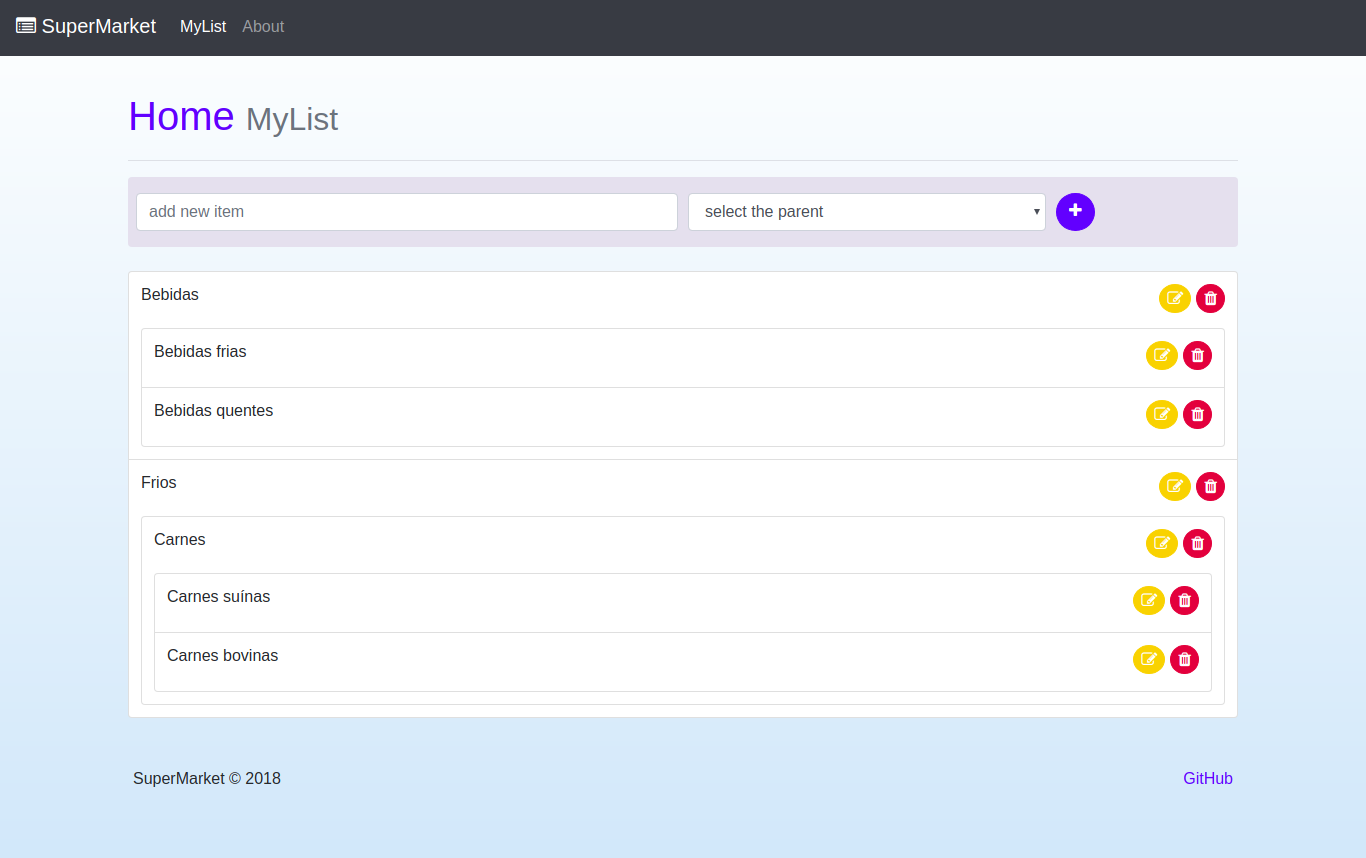 SuperMarket MyList About
Home MyList
add new item select the parent
Bebidas
Bebidas frias
Bebidas quentes
Frios
Carnes
Carnes suínas
Carnes bovinas
SuperMarket © 2018 GitHub